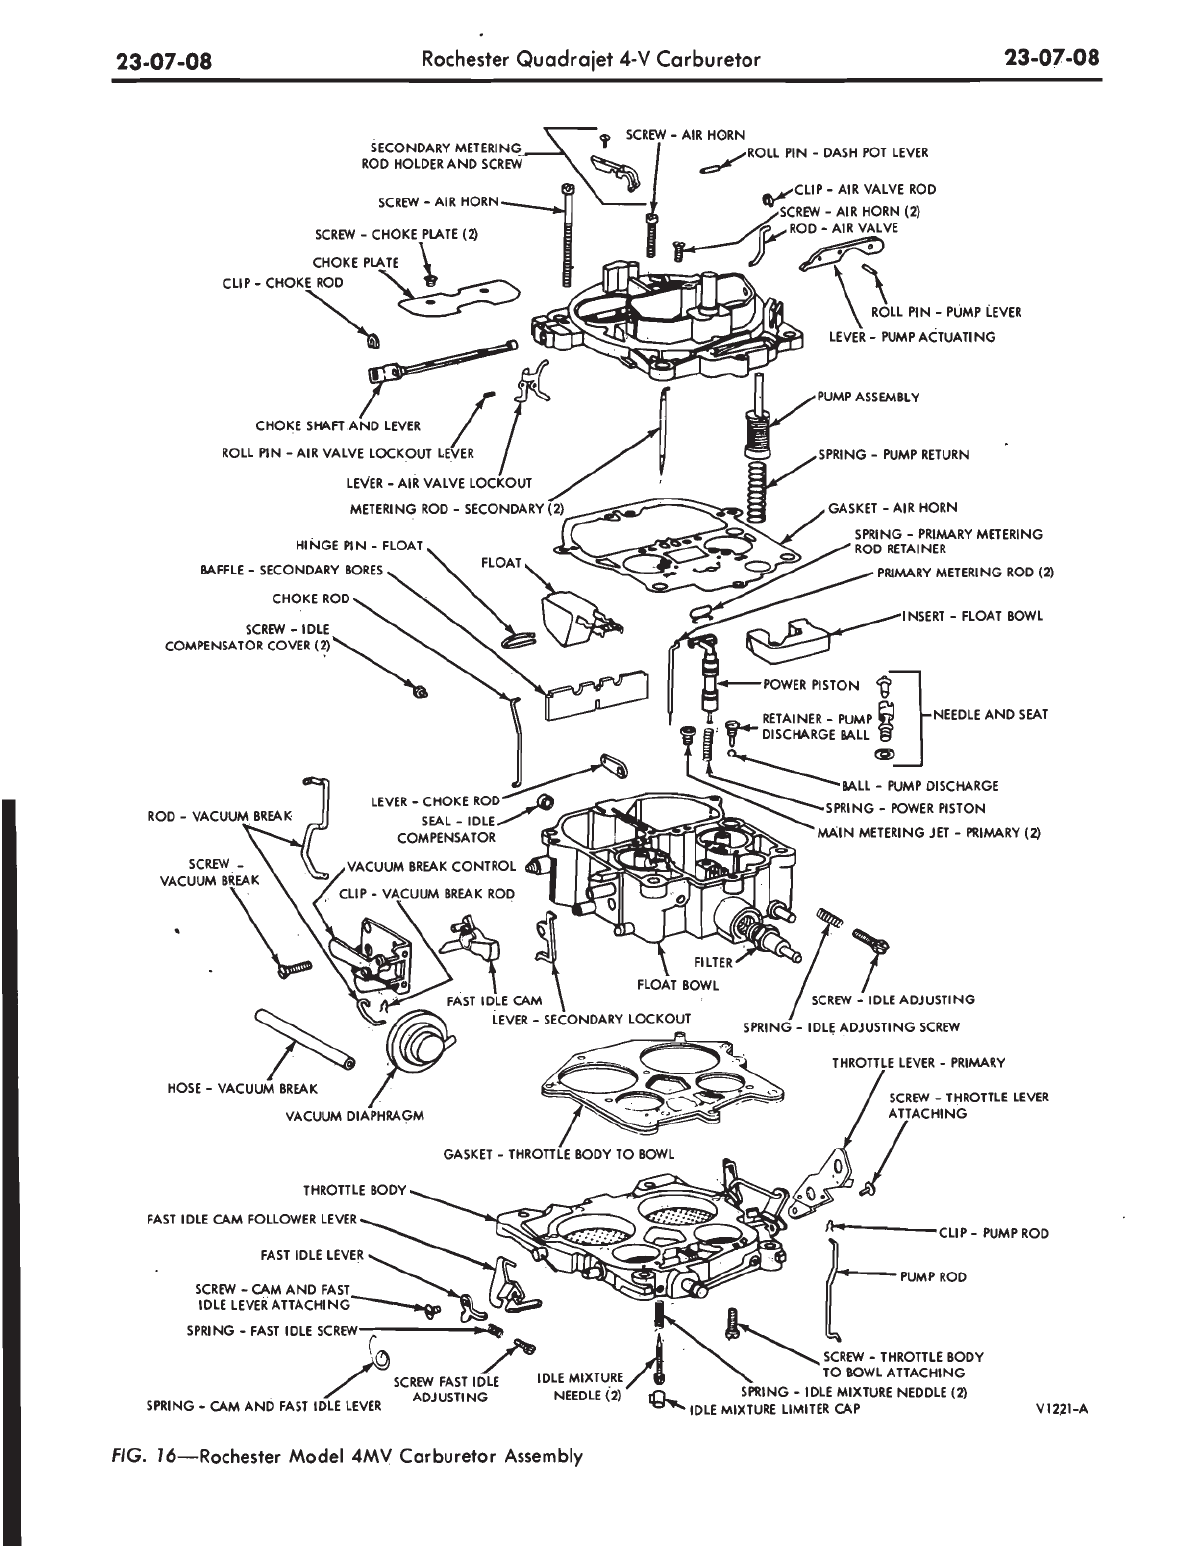 23-07-08 Rochester Quadrajet 4-V Carburetor 23-07-08
SCREW - AIR HORN
SECONDARY METERING
ROD HOLDER AND SCREW
ROLL PIN - DASH POT LEVER
CLIP - AIR VALVE ROD
SCREW - AIR HORN
SCREW - AIR HORN (2)
ROD - AIR VALVE
SCREW - CHOKE PLATE (2)
CHOKE PLATE
CLIP - CHOKE ROD
ROLL PIN - PUMP LEVER
LEVER - PUMP ACTUATING
PUMP ASSEMBLY
CHOKE SHAFT AND LEVER
ROLL PIN - AIR VALVE LOCKOUT LEVER
SPRING - PUMP RETURN
LEVER - AIR VALVE LOCKOUT
METERING ROD - SECONDARY (2)
GASKET - AIR HORN
SPRING - PRIMARY METERING
ROD RETAINER
HINGE PIN - FLOAT
FLOAT
BAFFLE - SECONDARY BORES
PRIMARY METERING ROD (2)
CHOKE ROD
INSERT - FLOAT BOWL
SCREW - IDLE
COMPENSATOR COVER (2)
POWER PISTON
NEEDLE AND SEAT
RETAINER - PUMP
DISCHARGE BALL
BALL - PUMP DISCHARGE
LEVER - CHOKE ROD
SPRING - POWER PISTON
ROD - VACUUM BREAK
SEAL - IDLE
COMPENSATOR
MAIN METERING JET - PRIMARY (2)
SCREW -
VACUUM BREAK
VACUUM BREAK CONTROL
CLIP - VACUUM BREAK ROD
FILTER
FLOAT BOWL
FAST IDLE CAM
SCREW - IDLE ADJUSTING
LEVER - SECONDARY LOCKOUT
SPRING - IDLE ADJUSTING SCREW
THROTTLE LEVER - PRIMARY
HOSE - VACUUM BREAK
SCREW - THROTTLE LEVER
ATTACHING
VACUUM DIAPHRAGM
GASKET - THROTTLE BODY TO BOWL
THROTTLE BODY
FAST IDLE CAM FOLLOWER LEVER
CLIP - PUMP ROD
FAST IDLE LEVER
PUMP ROD
SCREW - CAM AND FAST
IDLE LEVER ATTACHING
SPRING - FAST IDLE SCREW
SCREW - THROTTLE BODY
TO BOWL ATTACHING
SCREW FAST IDLE
ADJUSTING
IDLE MIXTURE
NEEDLE (2)
SPRING - IDLE MIXTURE NEDDLE (2)
SPRING - CAM AND FAST IDLE LEVER
IDLE MIXTURE LIMITER CAP
V1221-A
FIG. 16—Rochester Model 4MV Carburetor Assembly